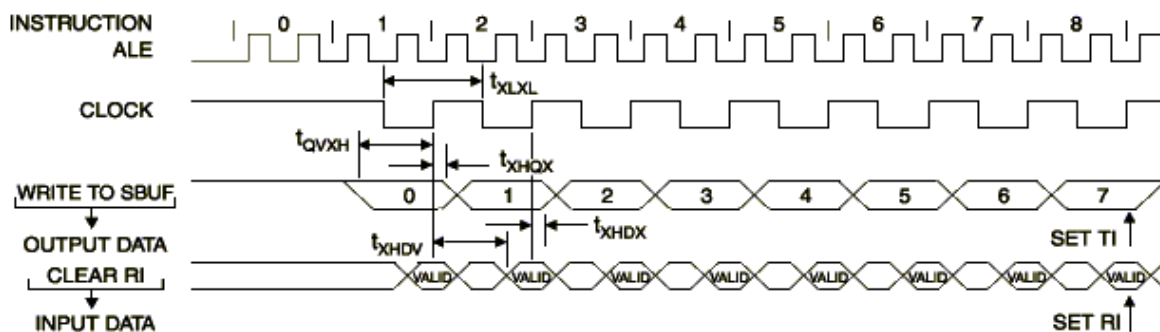 INSTRUCTION 0 1 2 3 4 5 6 7 8
ALE
tXLXL
CLOCK
tQVXH
tXHQX
WRITE TO SBUF 0 1 2 3 4 5 6 7
tXHDX
OUTPUT DATA SET TI
tXHDV
CLEAR RI VALID VALID VALID VALID VALID VALID VALID VALID
INPUT DATA SET RI